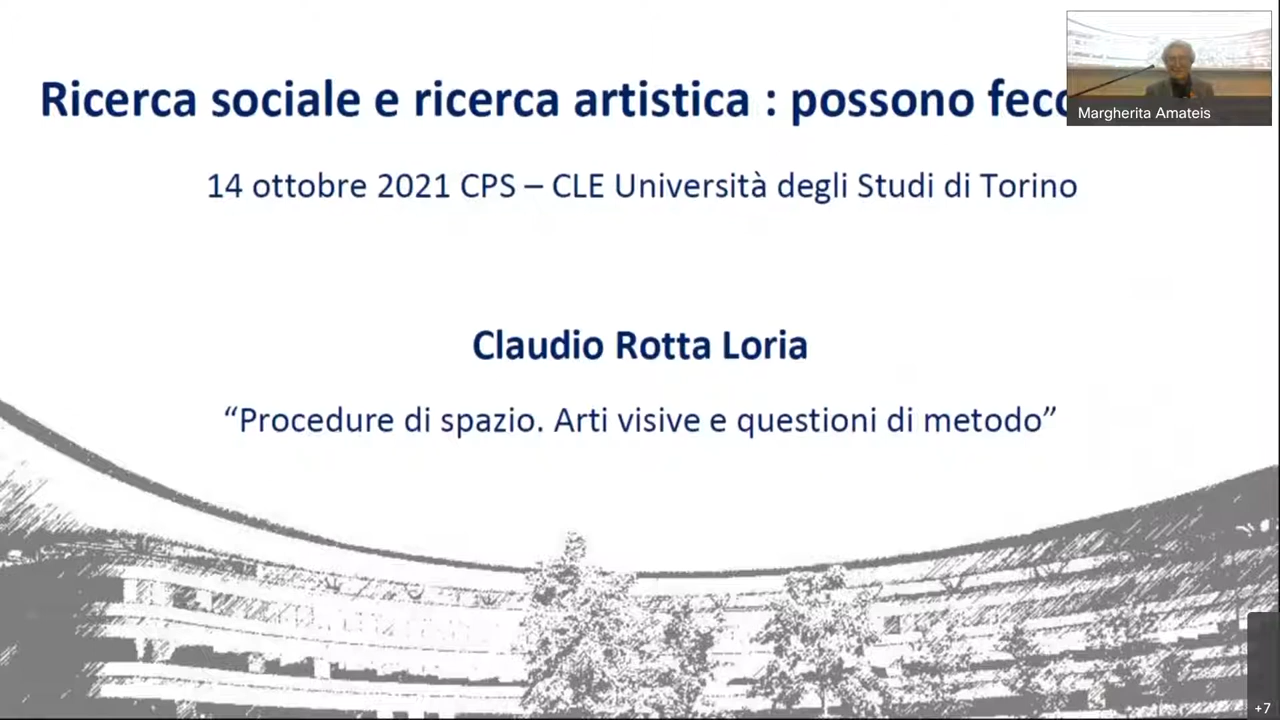 Ricerca sociale e ricerca artistica : possono
Margherita Amateis
14 ottobre 2021 CPS – CLE Università degli Studi di Torino
Claudio Rotta Loria
“Procedure di spazio. Arti visive e questioni di metodo”
+7